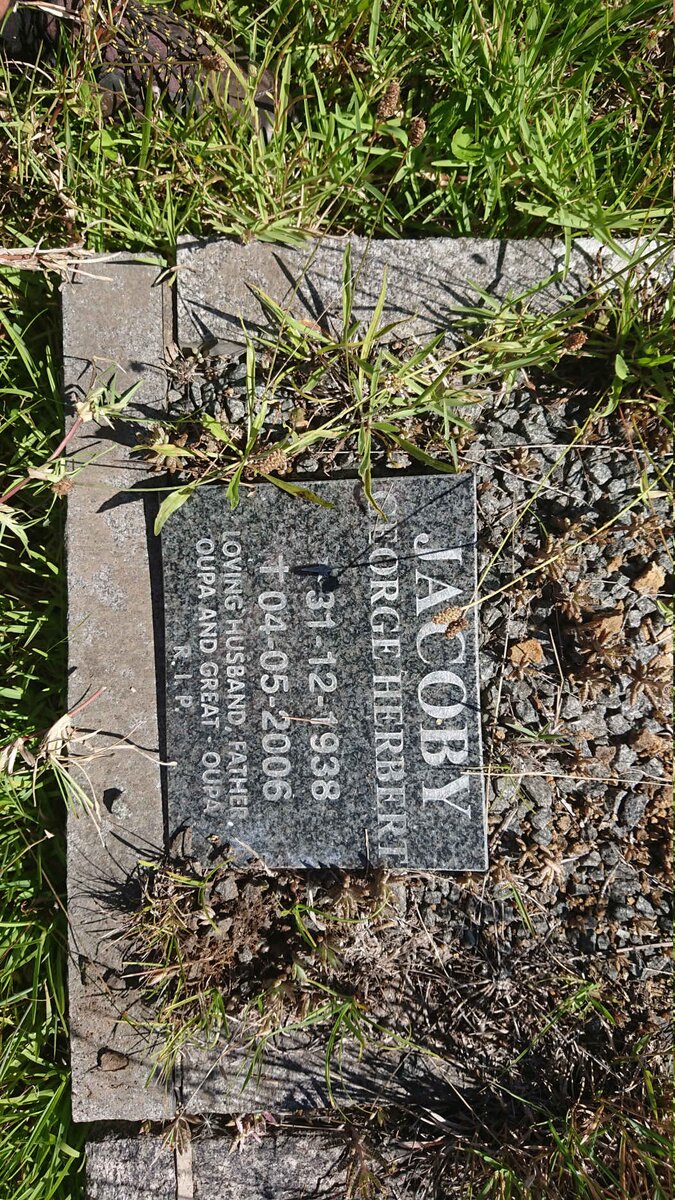 JACOBY
GEORGE HERBERT
31-12-1938
✝ 04-05-2006
LOVING HUSBAND, FATHER,
OUPA AND GREAT OUPA
R.I.P.